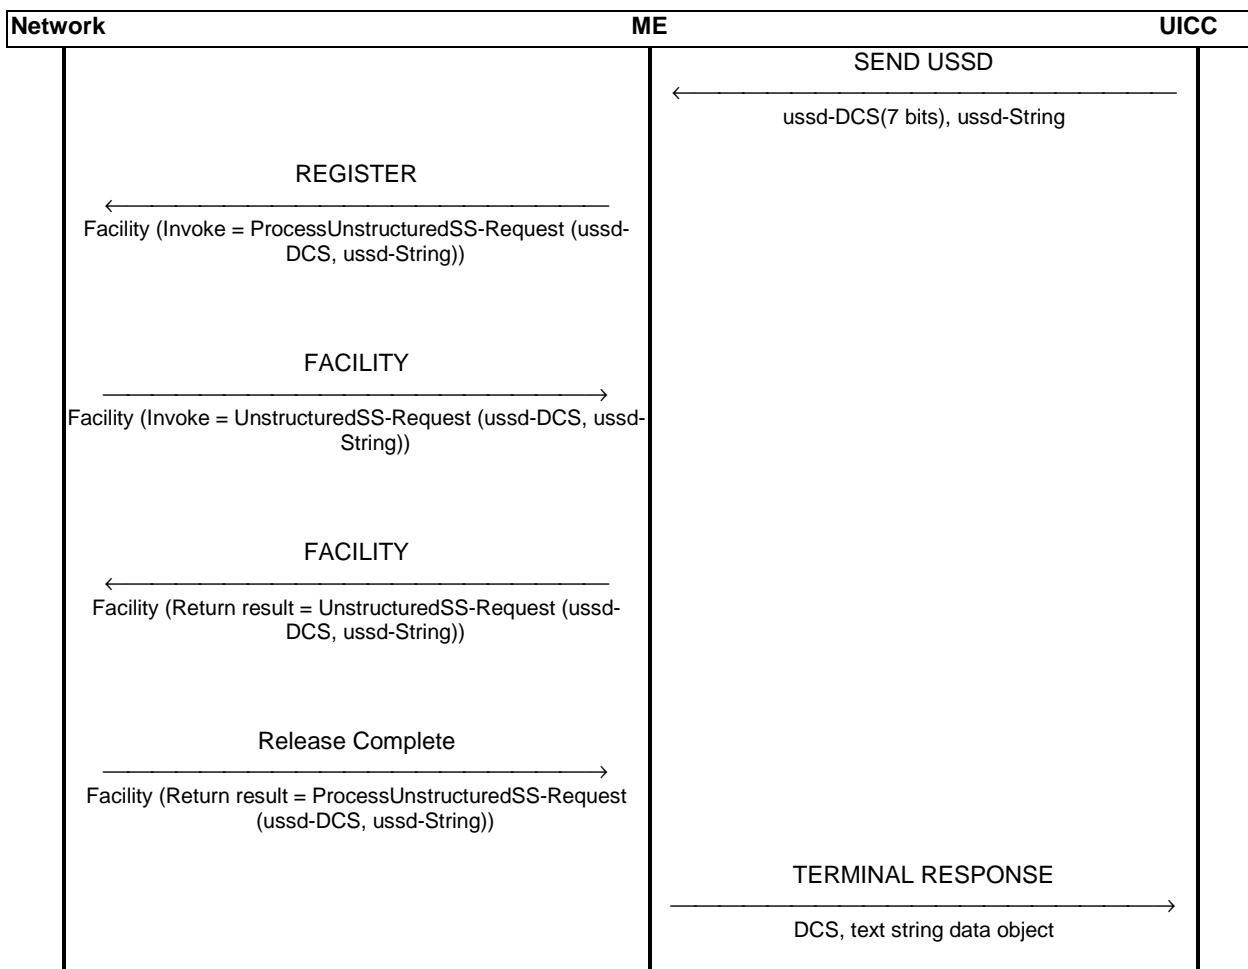 Network ME UICC
SEND USSD
ussd-DCS(7 bits), ussd-String
REGISTER
Facility (Invoke = ProcessUnstructuredSS-Request (ussd-
DCS, ussd-String))
FACILITY
Facility (Invoke = UnstructuredSS-Request (ussd-DCS, ussd-
String))
FACILITY
Facility (Return result = UnstructuredSS-Request (ussd-
DCS, ussd-String))
Release Complete
Facility (Return result = ProcessUnstructuredSS-Request
(ussd-DCS, ussd-String))
TERMINAL RESPONSE
DCS, text string data object